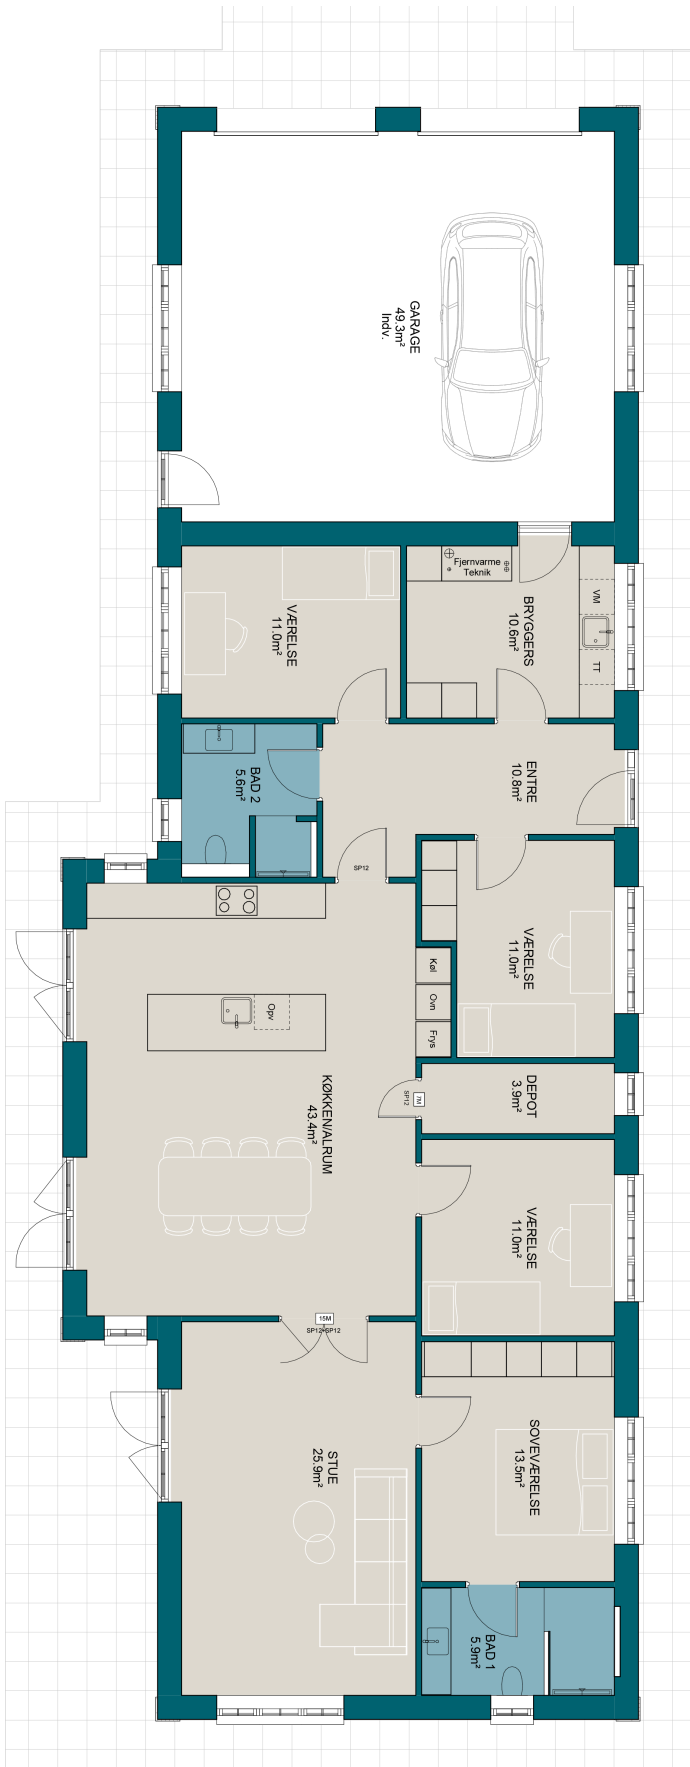 GARAGE
49.3m²
Indv.
Fjernvarme
Teknik
VM
TT
BRYGGERS
10.6m²
VÆRELSE
11.0m²
BAD 2
5.6m²
ENTRE
10.8m²
SP12
VÆRELSE
11.0m²
Køl
Ovn
Frys
Opv
KØKKEN/ALRUM
43.4m²
DEPOT
3.9m²
7M
SP12
VÆRELSE
11.0m²
15M
SP12+SP12
STUE
25.9m²
SOVEVÆRELSE
13.5m²
BAD 1
5.9m²